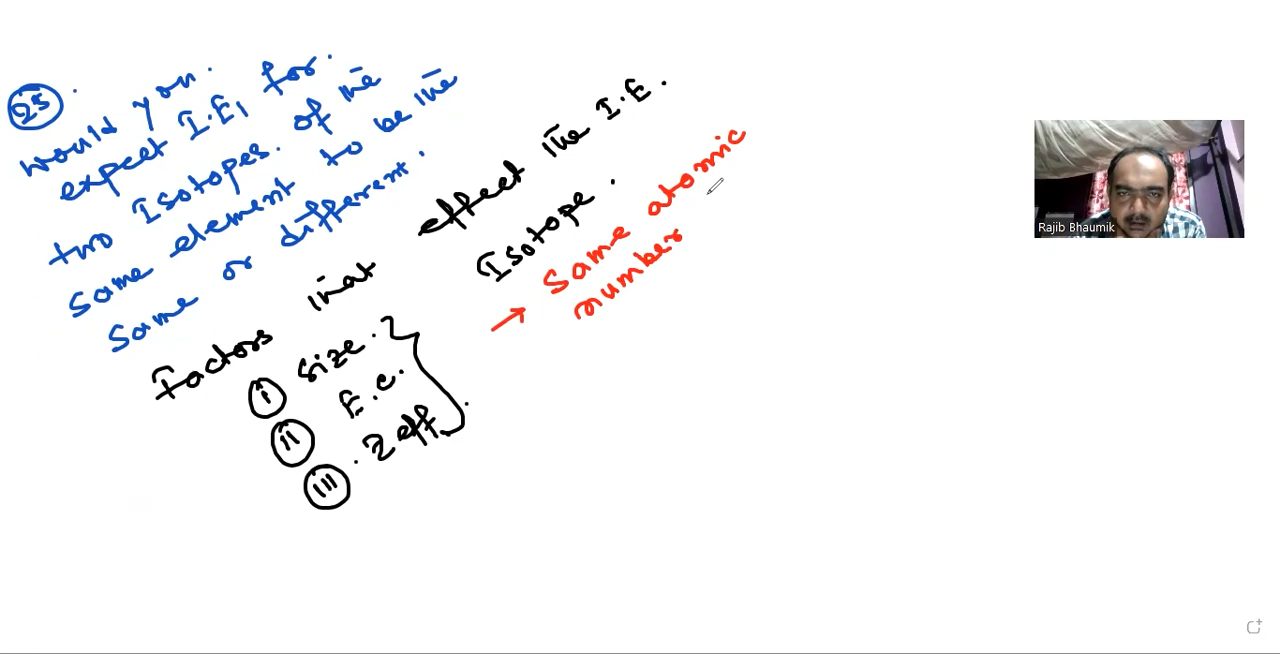 25.
would you
expect I.E1 for
two Isotopes of the
same element to be the
same or different.
Factors that effect the I.E.
i size.
ii E.C.
iii. Zeff
Isotope.
→ Same atomic
number
Rajib Bhaumik